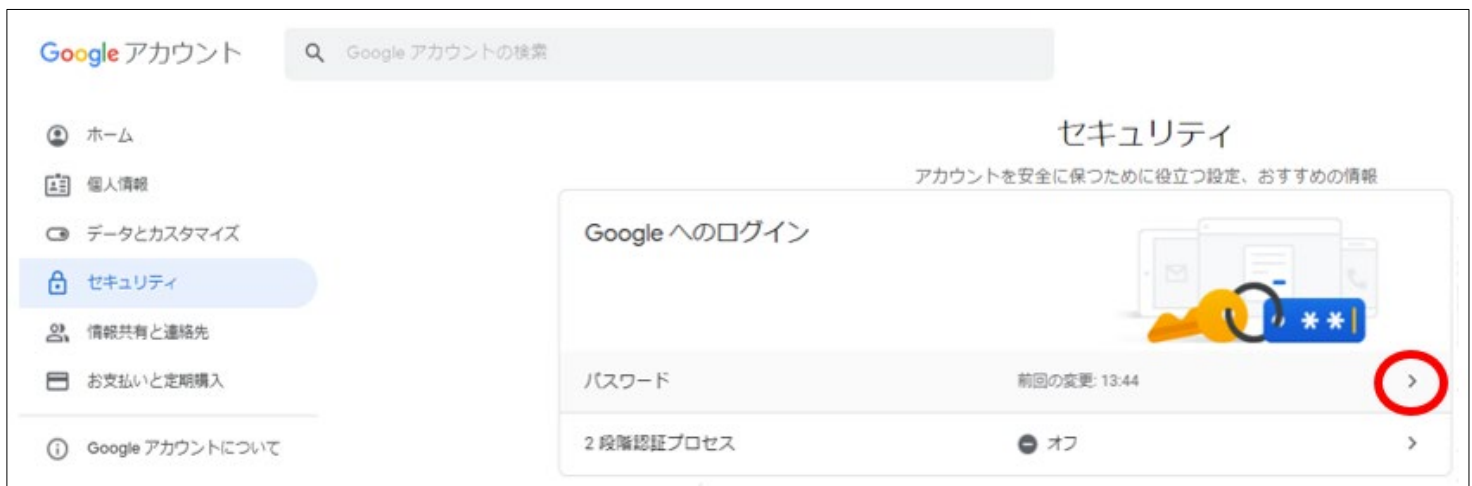 Google アカウント
Google アカウントの検索
ホーム
個人情報
データとカスタマイズ
セキュリティ
情報共有と連絡先
お支払いと定期購入
Google アカウントについて
セキュリティ
アカウントを安全に保つために役立つ設定、おすすめの情報
Google へのログイン
**
パスワード 前回の変更: 13:44
2 段階認証プロセス オフ